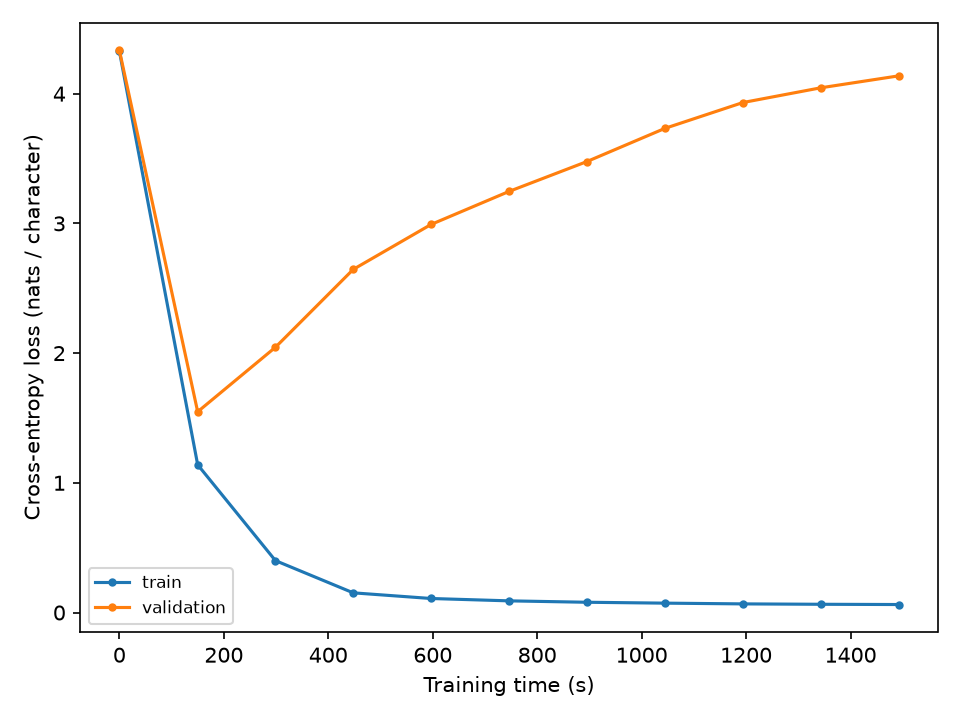 Cross-entropy loss (nats / character)
4
3
2
1
0
train
validation
0 200 400 600 800 1000 1200 1400
Training time (s)